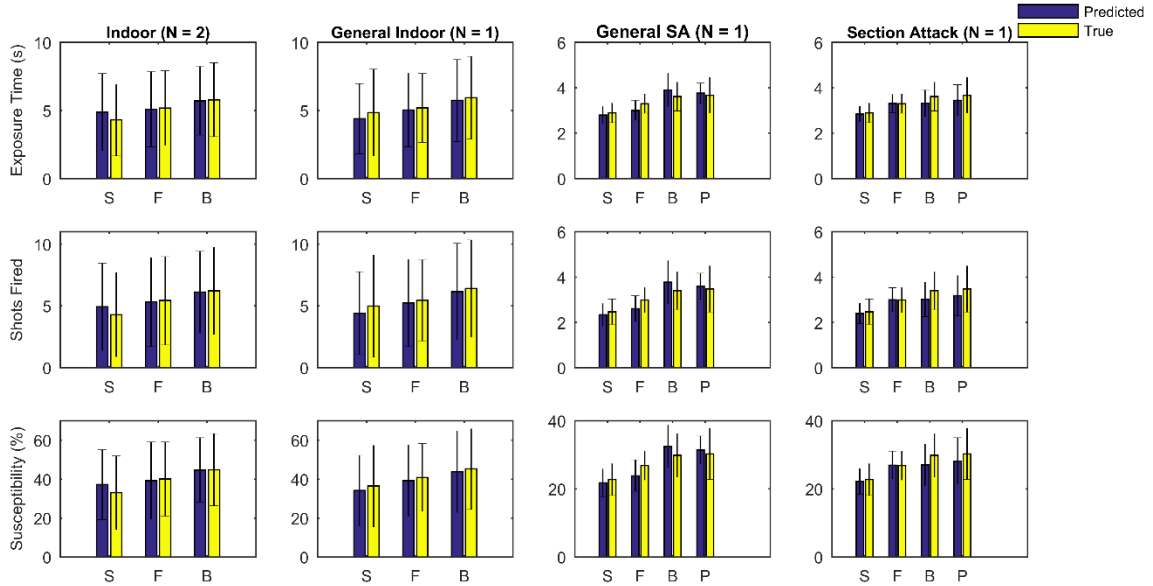 Predicted
True
Indoor (N = 2)
General Indoor (N = 1)
General SA (N = 1)
Section Attack (N = 1)
Exposure Time (s)
10
5
0
S F B
10
5
0
S F B
6
4
2
0
S F B P
6
4
2
0
S F B P
Shots Fired
10
5
0
S F B
10
5
0
S F B
6
4
2
0
S F B P
6
4
2
0
S F B P
Susceptibility (%)
60
40
20
0
S F B
60
40
20
0
S F B
40
20
0
S F B P
40
20
0
S F B P